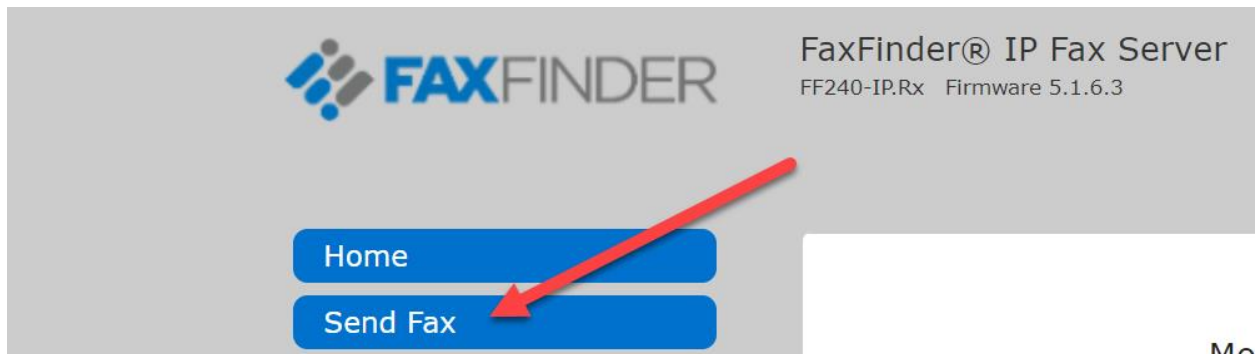 FAXFINDER
FaxFinder® IP Fax Server
FF240-IP.Rx Firmware 5.1.6.3
Home
Send Fax